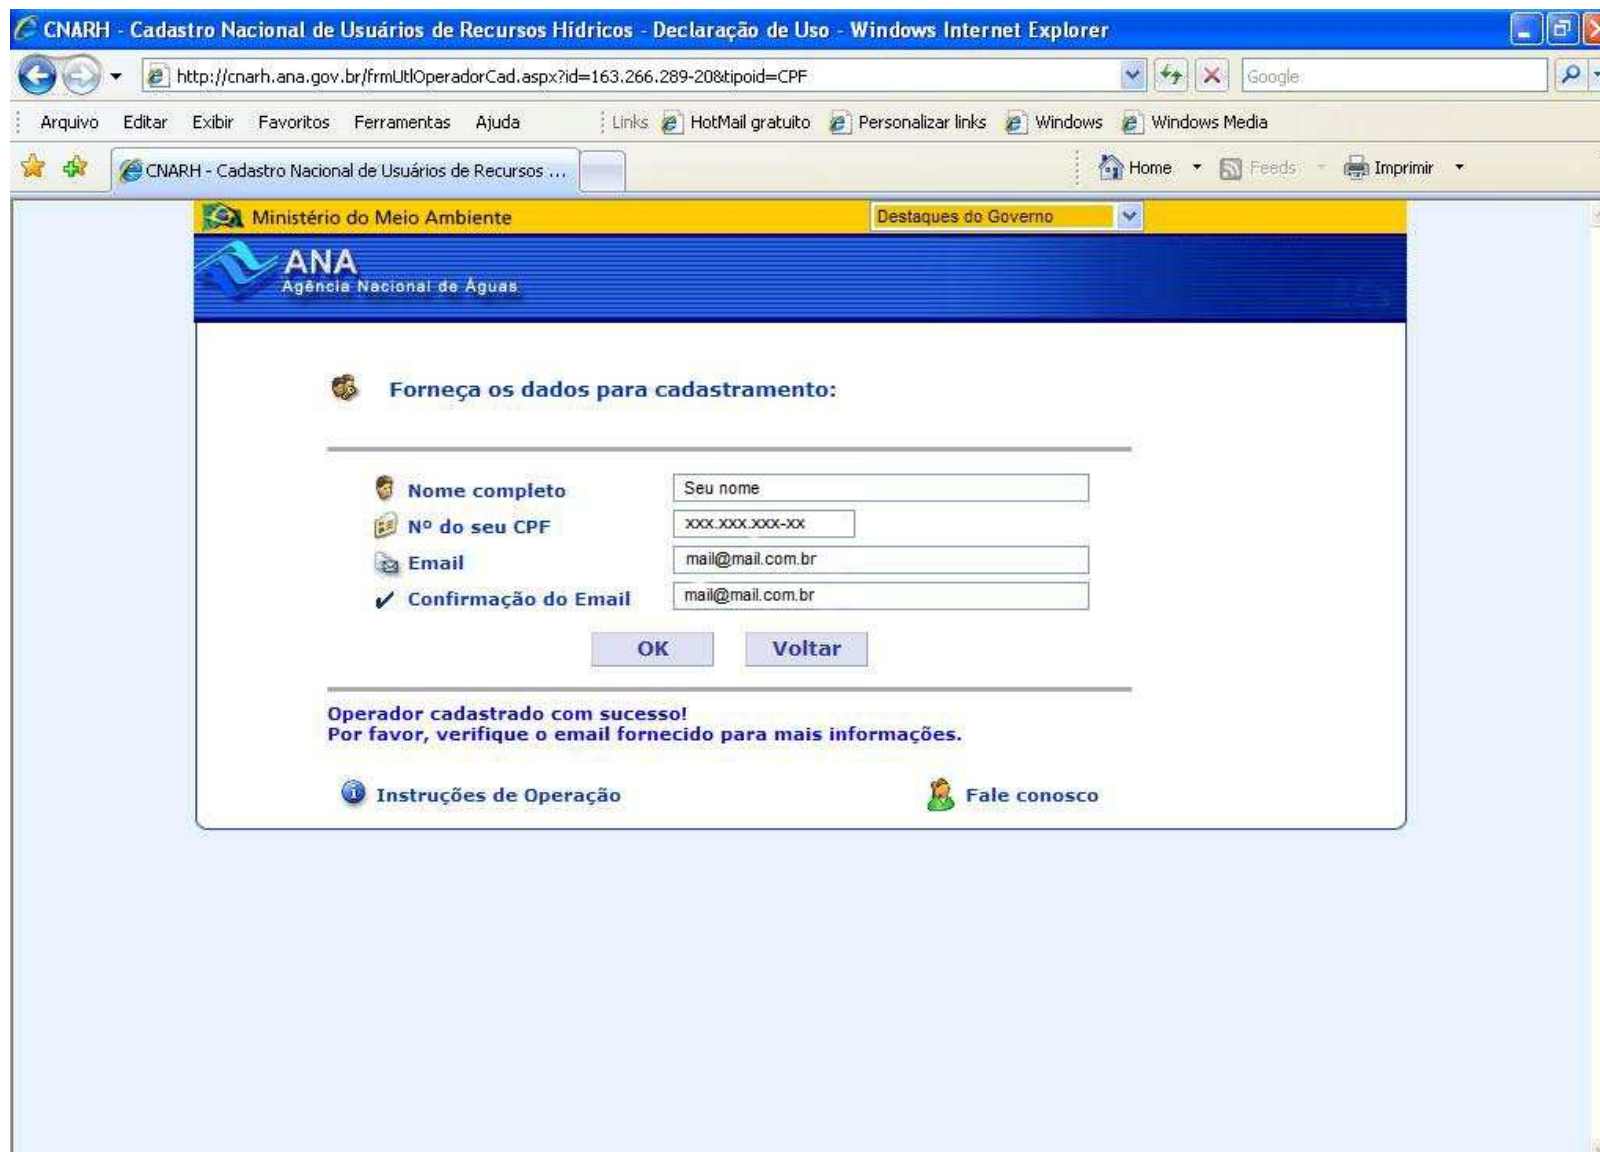 CNARH - Cadastro Nacional de Usuários de Recursos Hídricos - Declaração de Uso - Windows Internet Explorer
http://cnarh.ana.gov.br/frmUtlOperadorCad.aspx?id=163.266.289-20&tipoid=CPF Google
Arquivo Editar Exibir Favoritos Ferramentas Ajuda Links HotMail gratuito Personalizar links Windows Windows Media
CNARH - Cadastro Nacional de Usuários de Recursos ... Home Feeds Imprimir
Ministério do Meio Ambiente Destaques do Governo
ANA
Agência Nacional de Águas
Forneça os dados para cadastramento:
Nome completo Seu nome
Nº do seu CPF xxx.xxx.xxx-xx
Email mail@mail.com.br
Confirmação do Email mail@mail.com.br
OK Voltar
Operador cadastrado com sucesso!
Por favor, verifique o email fornecido para mais informações.
Instruções de Operação Fale conosco